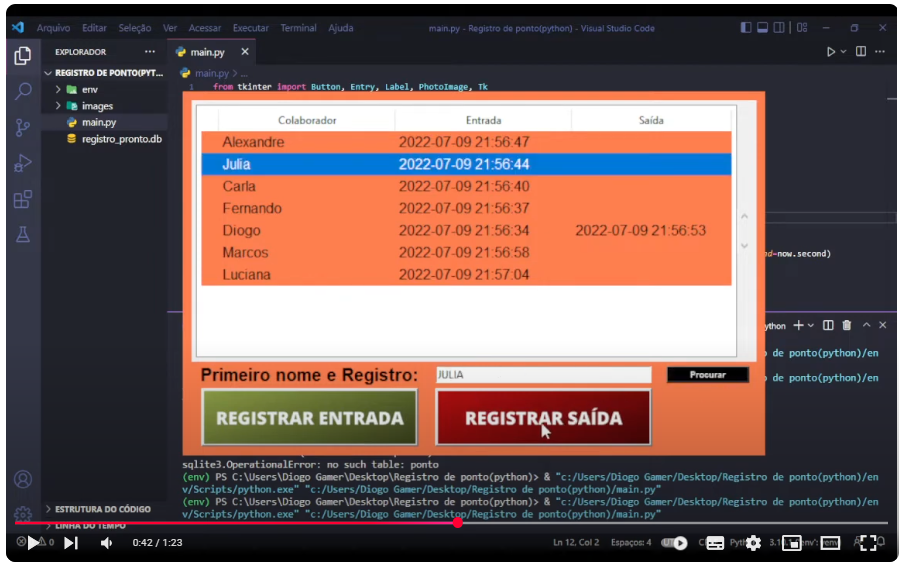 Arquivo Editar Seleção Ver Acessar Executar Terminal Ajuda main.py - Registro de ponto(python) - Visual Studio Code
EXPLORADOR ...
main.py
REGISTRO DE PONTO(PYT...
env
images
main.py
registro_pronto.db
main.py > ...
1 from tkinter import Button, Entry, Label, PhotoImage, Tk
Colaborador Entrada Saída
Alexandre 2022-07-09 21:56:47
Julia 2022-07-09 21:56:44
Carla 2022-07-09 21:56:40
Fernando 2022-07-09 21:56:37
Diogo 2022-07-09 21:56:34 2022-07-09 21:56:53
Marcos 2022-07-09 21:56:58
Luciana 2022-07-09 21:57:04
=now.second)
ython
de ponto(python)/en
de ponto(python)/en
Primeiro nome e Registro: JULIA Procurar
REGISTRAR ENTRADA REGISTRAR SAÍDA
sqlite3.OperationalError: no such table: ponto
(env) PS C:\Users\Diogo Gamer\Desktop\Registro de ponto(python)> & "c:/Users/Diogo Gamer/Desktop/Registro de ponto(python)/en
v/Scripts/python.exe" "c:/Users/Diogo Gamer/Desktop/Registro de ponto(python)/main.py"
(env) PS C:\Users\Diogo Gamer\Desktop\Registro de ponto(python)> & "c:/Users/Diogo Gamer/Desktop/Registro de ponto(python)/en
v/Scripts/python.exe" "c:/Users/Diogo Gamer/Desktop/Registro de ponto(python)/main.py"
ESTRUTURA DO CÓDIGO
LINHA DO TEMPO
0:42 / 1:23
Ln 12, Col 2 Espaços: 4